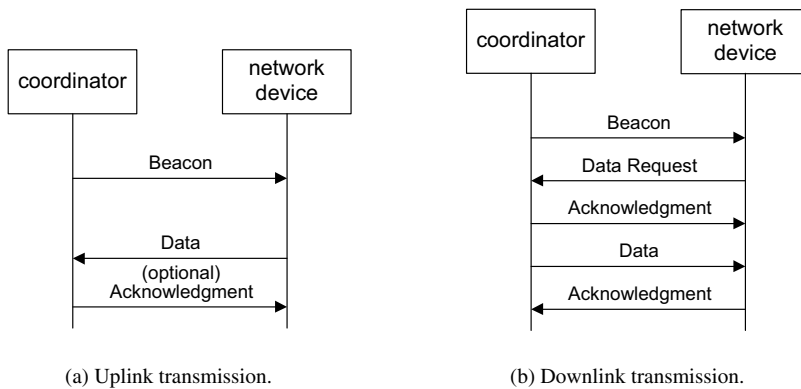 coordinator
network
device
Beacon
Data
(optional)
Acknowledgment
(a) Uplink transmission.
coordinator
network
device
Beacon
Data Request
Acknowledgment
Data
Acknowledgment
(b) Downlink transmission.